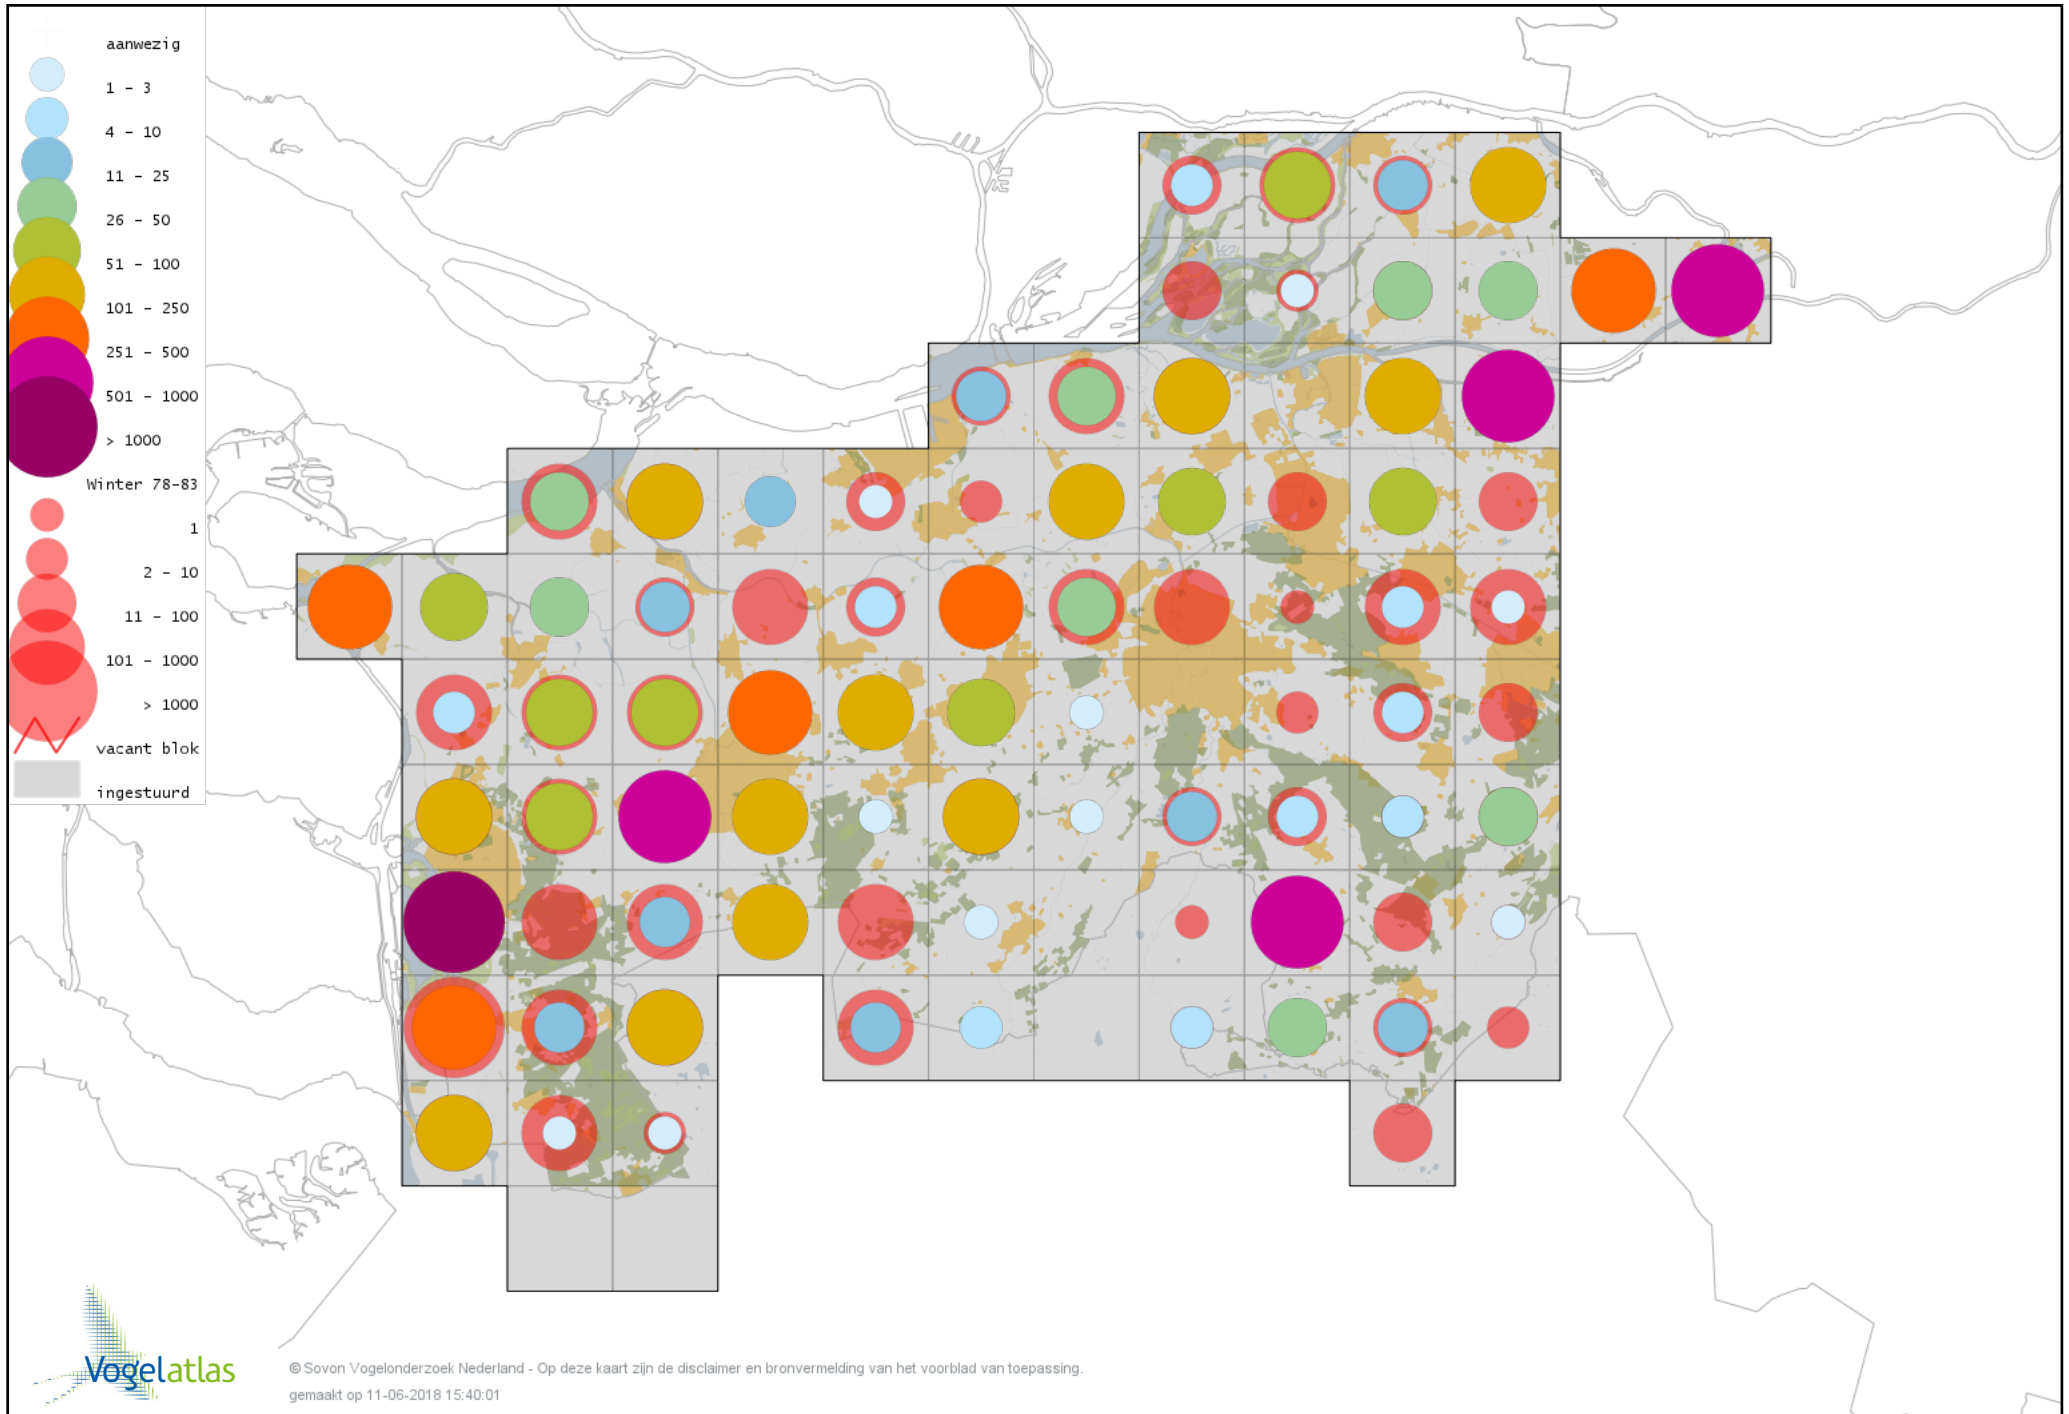 aanwezig
1 - 3
4 - 10
11 - 25
26 - 50
51 - 100
101 - 250
251 - 500
501 - 1000
> 1000
Winter 78-83
1
2 - 10
11 - 100
101 - 1000
> 1000
vacant blok
ingestuurd
Vogelatlas
© Sovon Vogelonderzoek Nederland - Op deze kaart zijn de disclaimer en bronvermelding van het voorblad van toepassing.
gemaakt op 11-06-2018 15:40:01